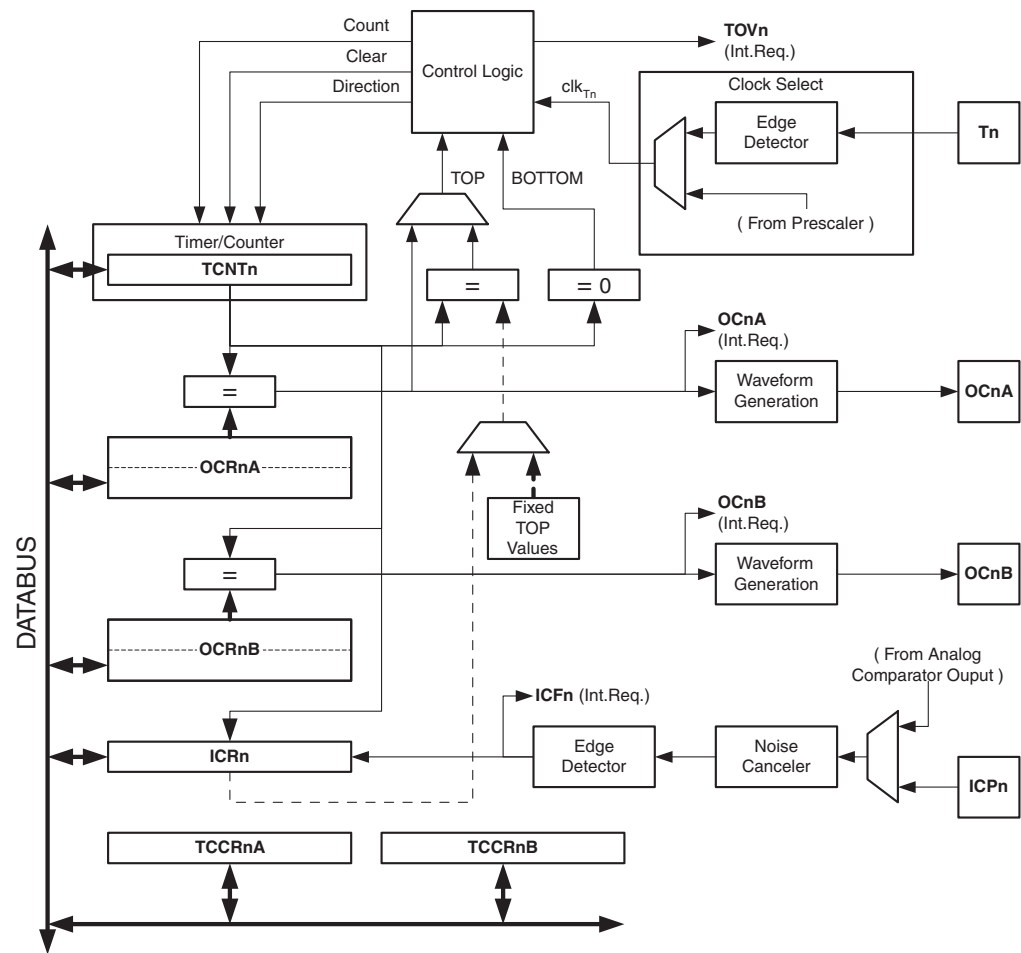 Count
Clear
Direction
Control Logic
TOVn
(Int.Req.)
clkTn
Clock Select
Edge
Detector
Tn
( From Prescaler )
TOP
BOTTOM
Timer/Counter
TCNTn
=
= 0
OCnA
(Int.Req.)
=
Waveform
Generation
OCnA
OCRnA
Fixed
TOP
Values
OCnB
(Int.Req.)
=
Waveform
Generation
OCnB
DATABUS
OCRnB
( From Analog
Comparator Ouput )
ICFn (Int.Req.)
ICRn
Edge
Detector
Noise
Canceler
ICPn
TCCRnA
TCCRnB